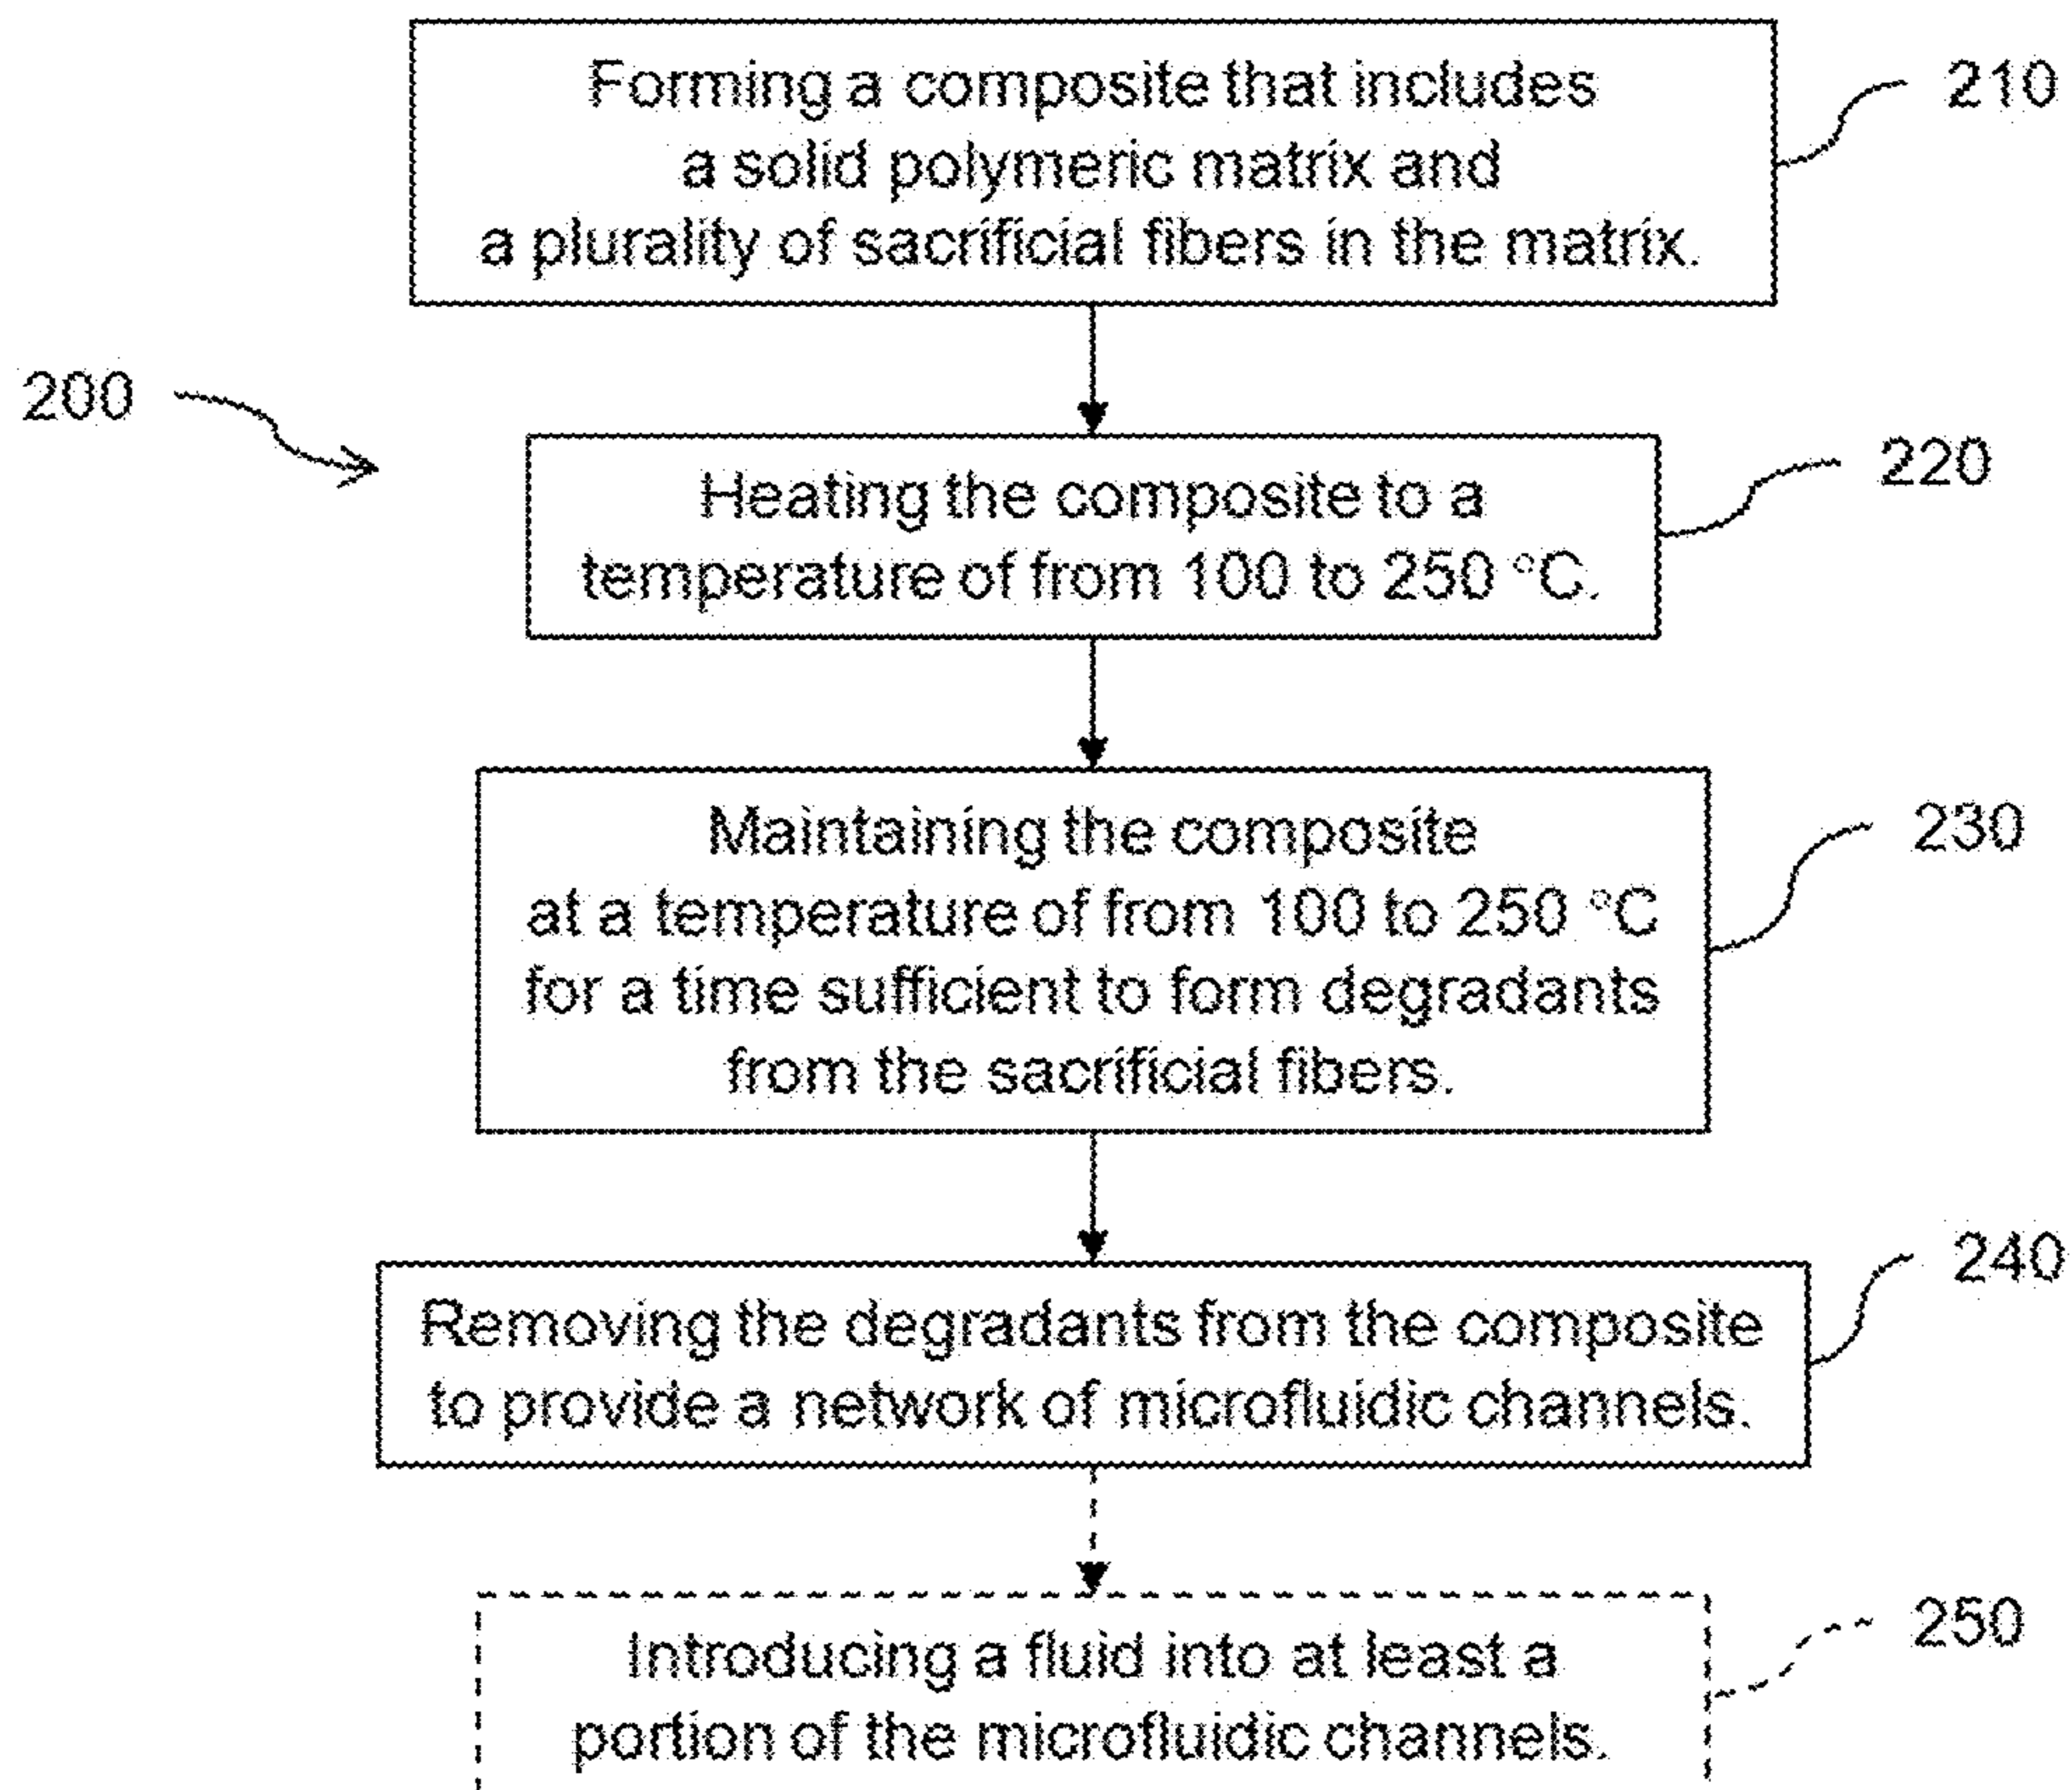 Forming a composite that includes
a solid polymeric matrix and
a plurality of sacrificial fibers in the matrix.
210
200
Heating the composite to a
temperature of from 100 to 250 °C.
220
Maintaining the composite
at a temperature of from 100 to 250 °C
for a time sufficient to form degradants
from the sacrificial fibers.
230
Removing the degradants from the composite
to provide a network of microfluidic channels.
240
Introducing a fluid into at least a
portion of the microfluidic channels.
250